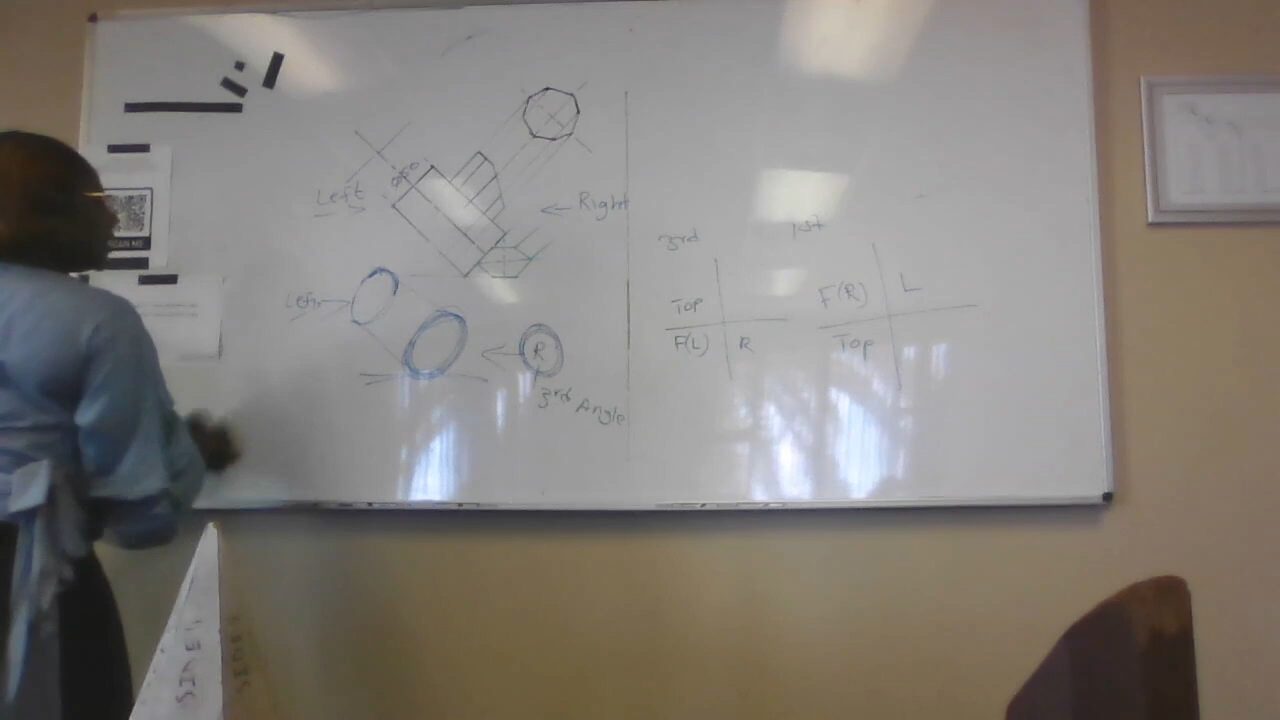 Left
Right
Left
R
3rd Angle
3rd
1st
Top
F(L)
R
F(R)
L
Top